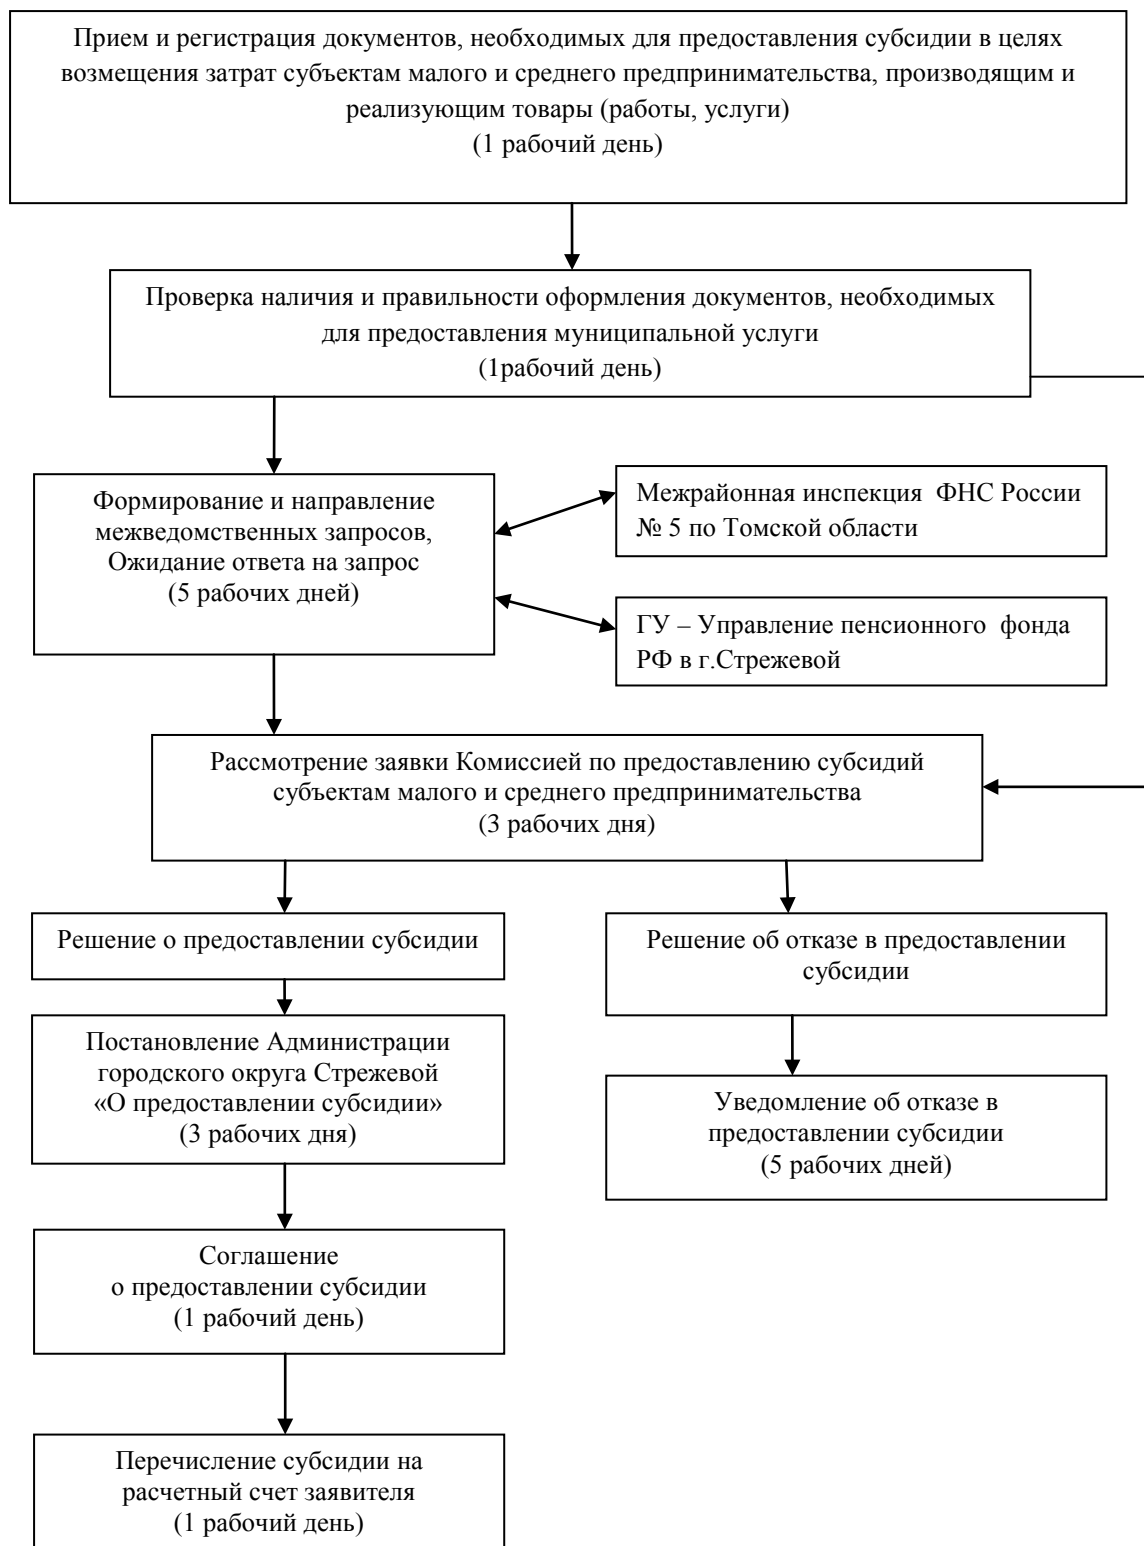 Прием и регистрация документов, необходимых для предоставления субсидии в целях
возмещения затрат субъектам малого и среднего предпринимательства, производящим и
реализующим товары (работы, услуги)
(1 рабочий день)
Проверка наличия и правильности оформления документов, необходимых
для предоставления муниципальной услуги
(1рабочий день)
Формирование и направление
межведомственных запросов,
Ожидание ответа на запрос
(5 рабочих дней)
Межрайонная инспекция ФНС России
№ 5 по Томской области
ГУ – Управление пенсионного фонда
РФ в г.Стрежевой
Рассмотрение заявки Комиссией по предоставлению субсидий
субъектам малого и среднего предпринимательства
(3 рабочих дня)
Решение о предоставлении субсидии
Решение об отказе в предоставлении
субсидии
Постановление Администрации
городского округа Стрежевой
«О предоставлении субсидии»
(3 рабочих дня)
Уведомление об отказе в
предоставлении субсидии
(5 рабочих дней)
Соглашение
о предоставлении субсидии
(1 рабочий день)
Перечисление субсидии на
расчетный счет заявителя
(1 рабочий день)